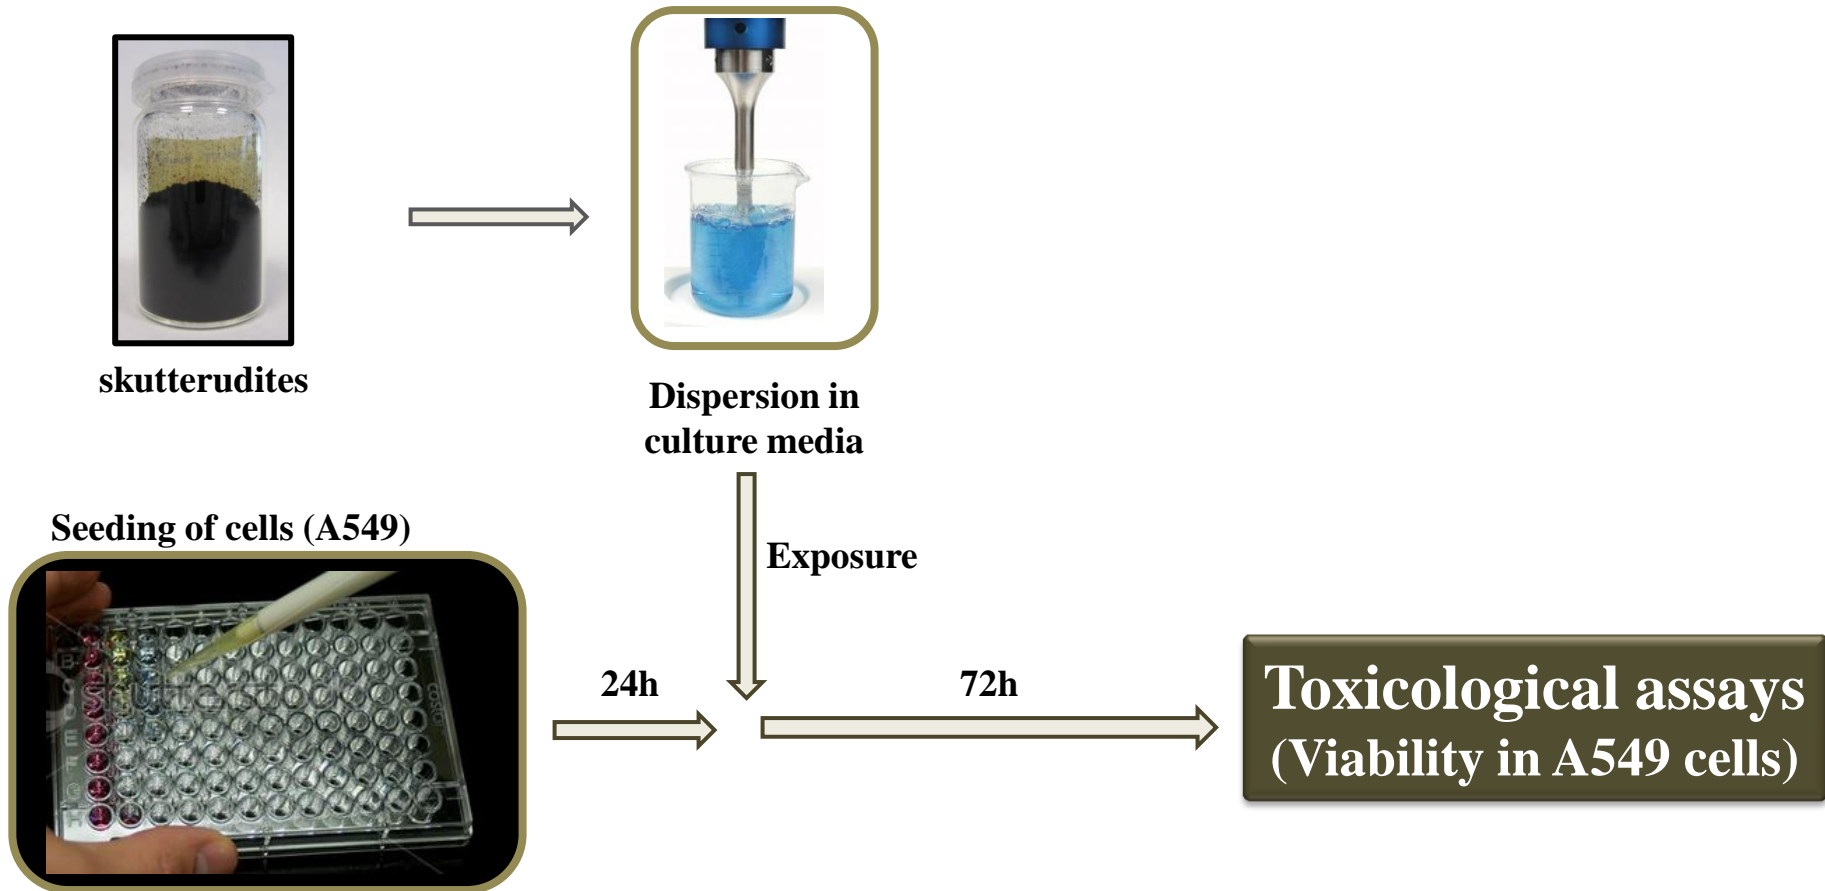 skutterudites
Dispersion in
culture media
Seeding of cells (A549)
Exposure
24h
72h
Toxicological assays
(Viability in A549 cells)